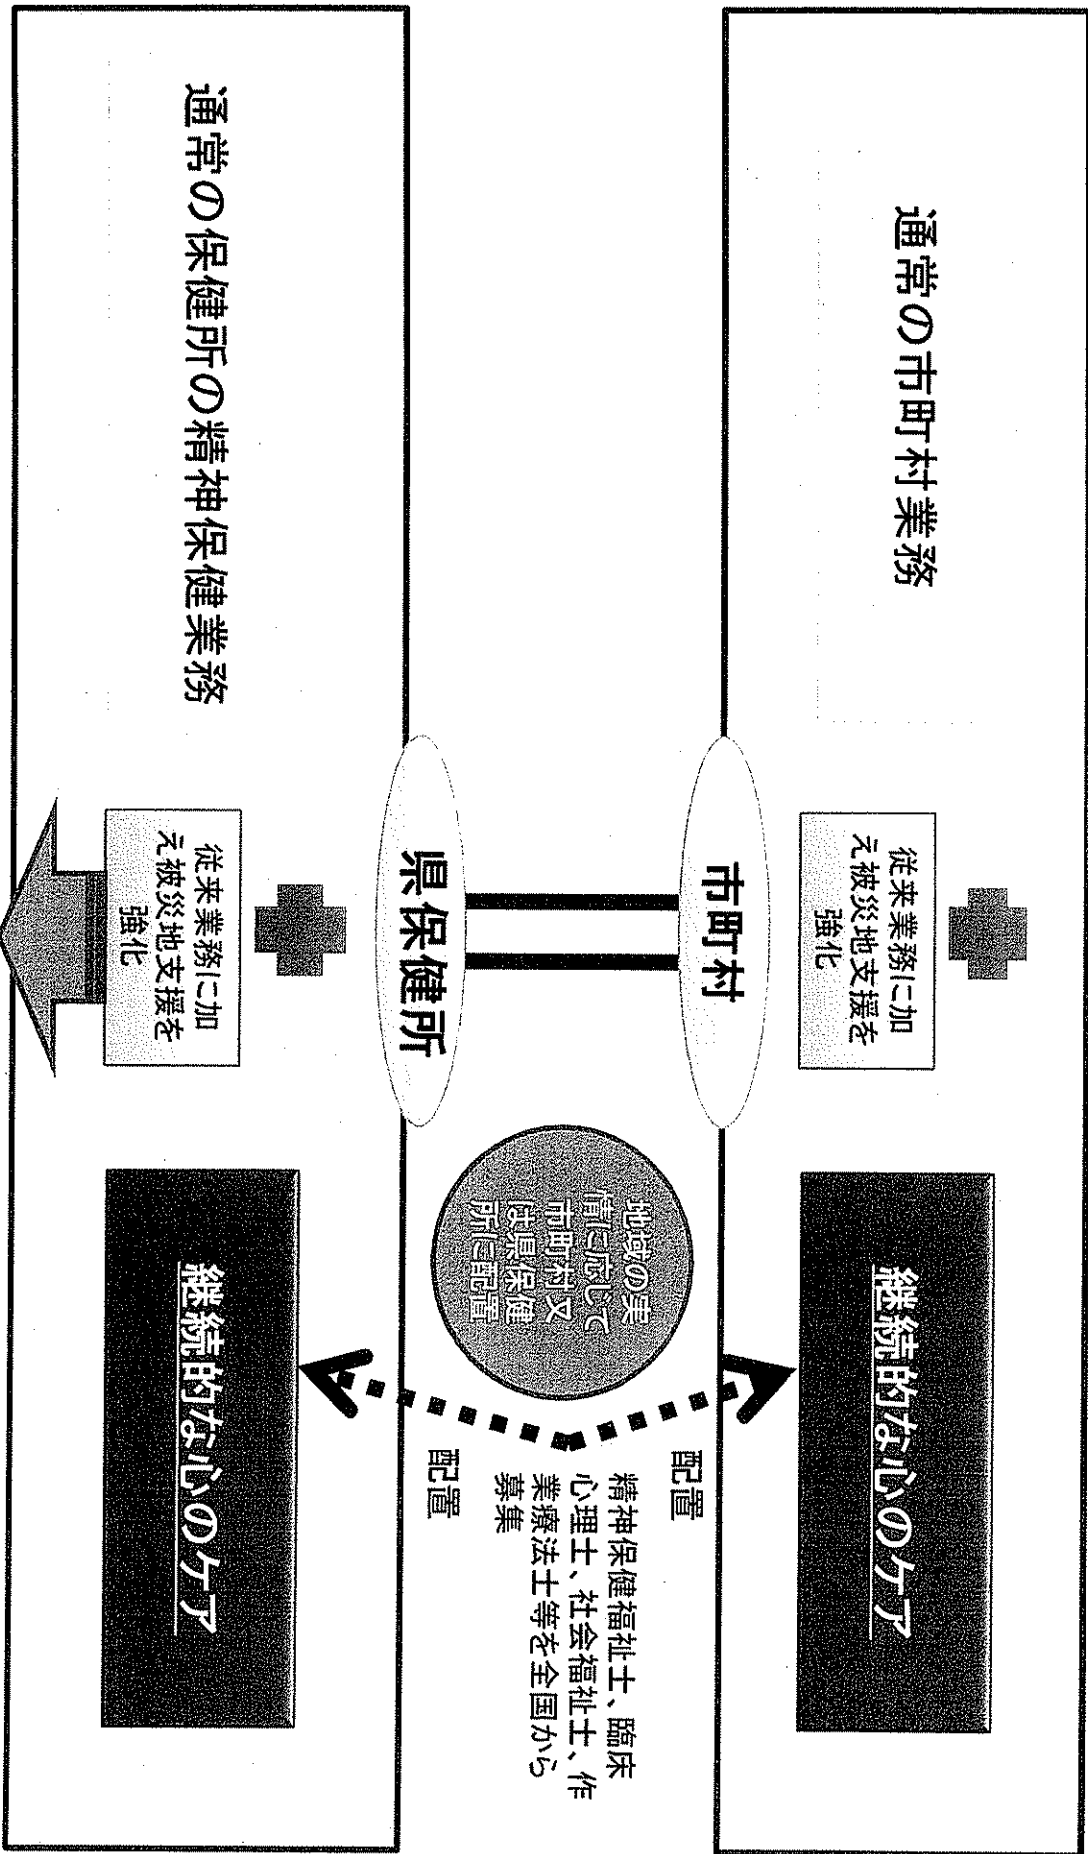 通常の市町村業務
従来業務に加
え被災地支援を
強化
継続的な心のケア
市町村
県保健所
地域の実
情に応じて
市町村又
は県保健
所に配置
配置
精神保健福祉士、臨床
心理士、社会福祉士、作
業療法士等を全国から
募集
配置
通常の保健所の精神保健業務
従来業務に加
え被災地支援を
強化
継続的な心のケア